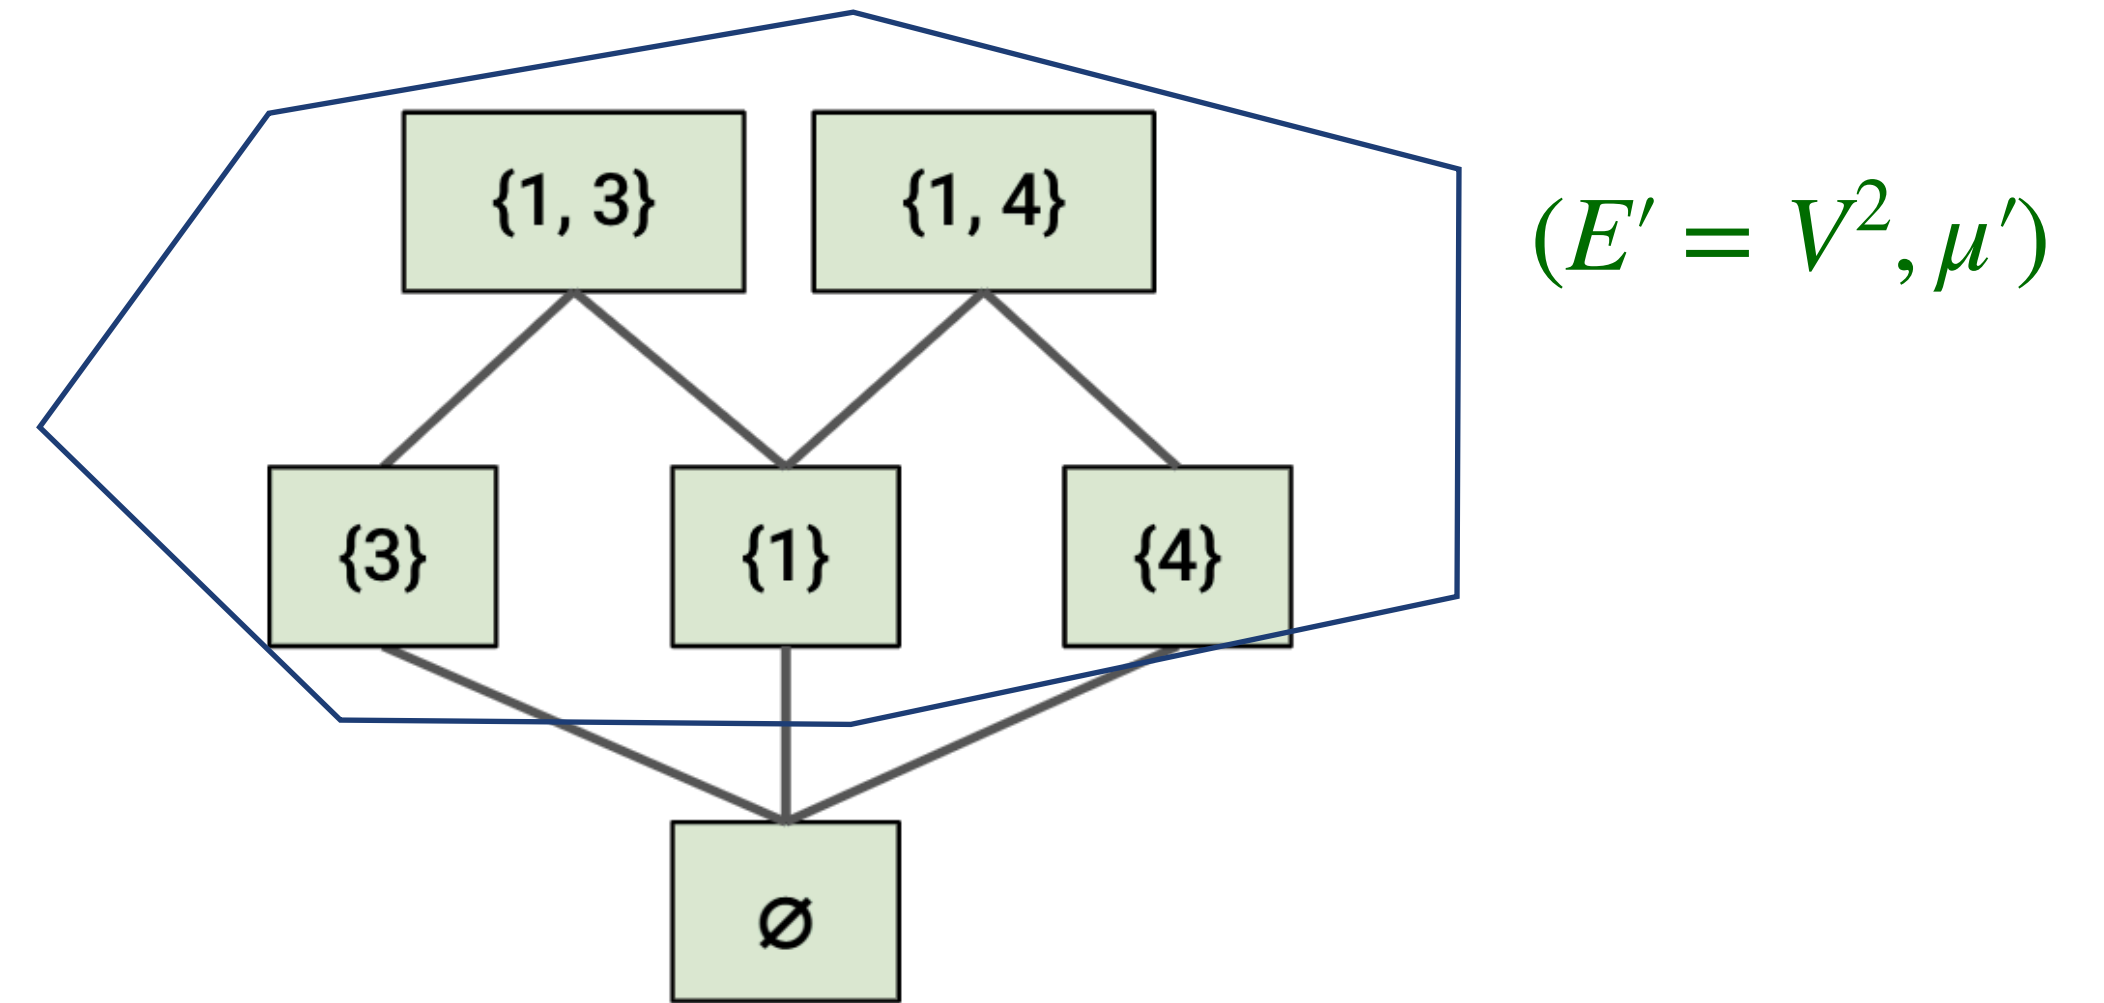 {1, 3} {1, 4}
(E′ = V², μ′)
{3} {1} {4}
∅